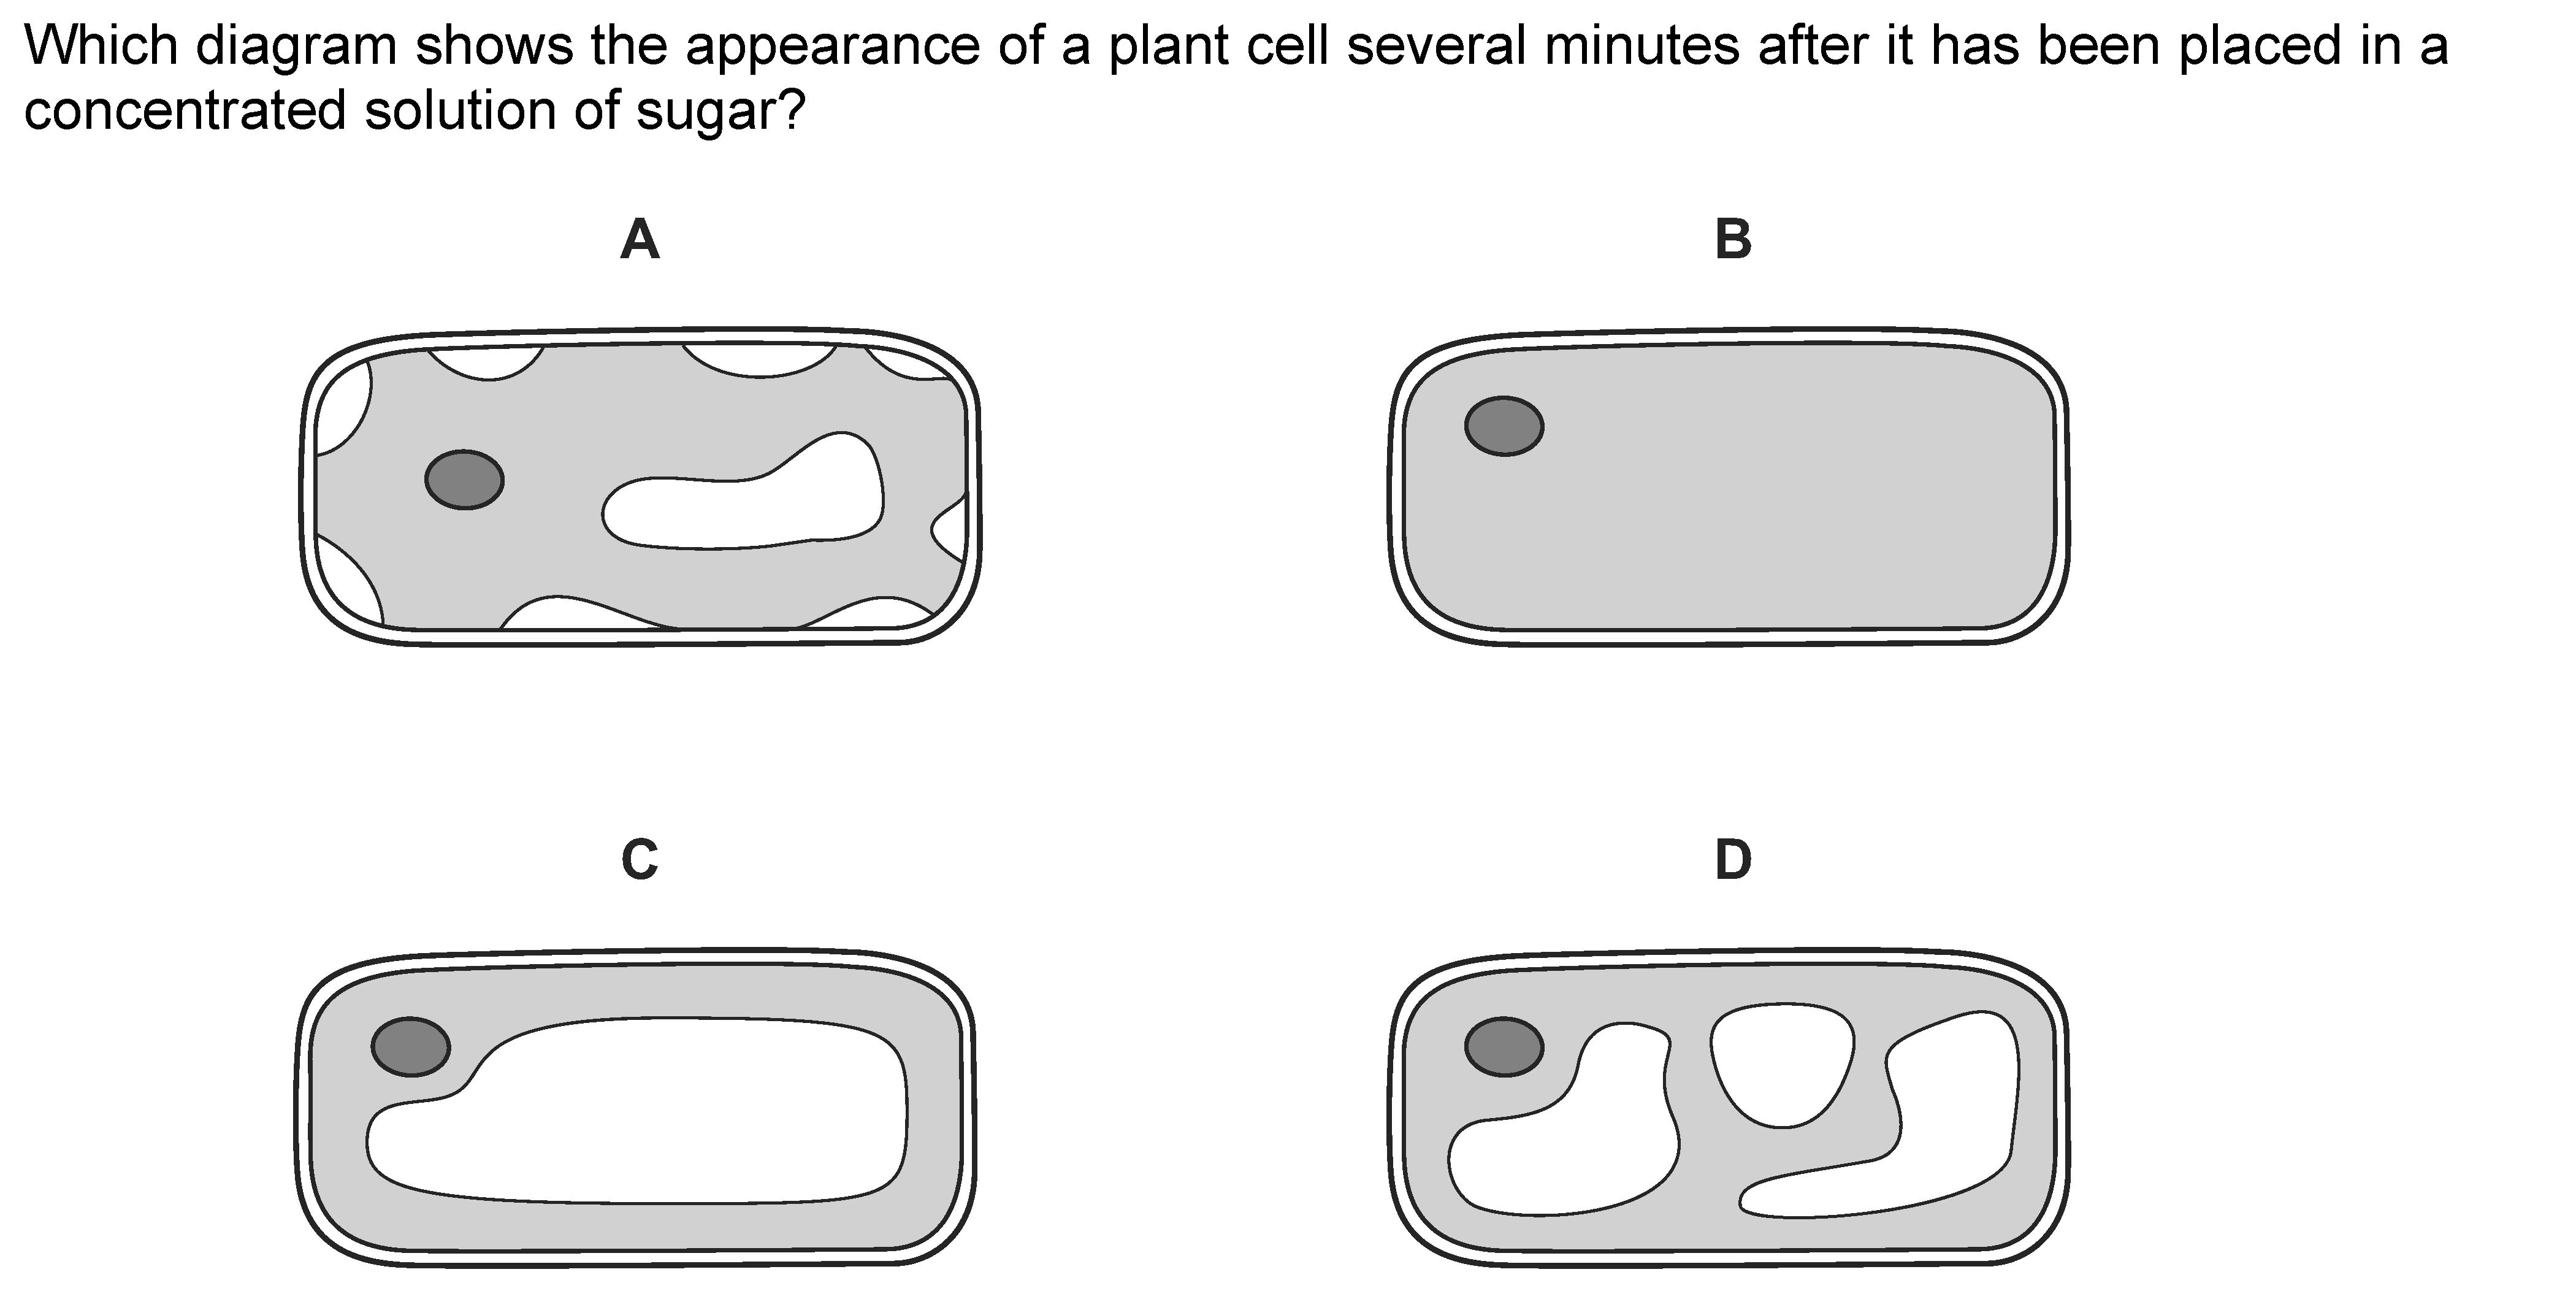 Which diagram shows the appearance of a plant cell several minutes after it has been placed in a
concentrated solution of sugar?
A
B
C
D